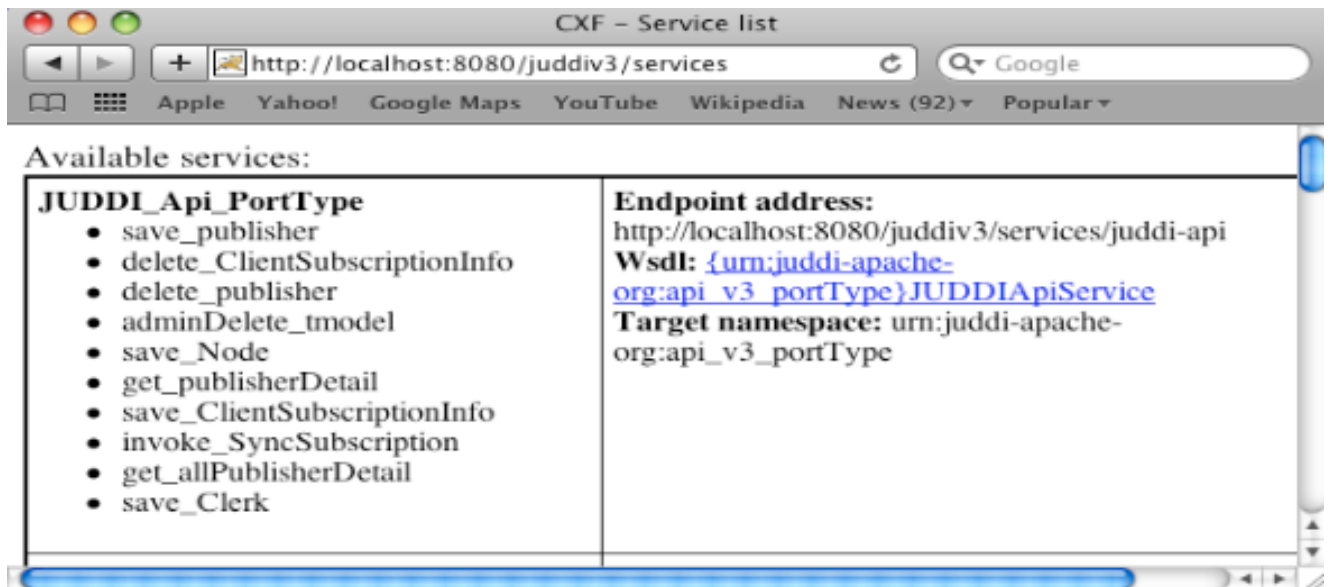 CXF – Service list
http://localhost:8080/juddiv3/services
Google
Apple Yahoo! Google Maps YouTube Wikipedia News (92) Popular
Available services:
JUDDI_Api_PortType
save_publisher
delete_ClientSubscriptionInfo
delete_publisher
adminDelete_tmodel
save_Node
get_publisherDetail
save_ClientSubscriptionInfo
invoke_SyncSubscription
get_allPublisherDetail
save_Clerk
Endpoint address:
http://localhost:8080/juddiv3/services/juddi-api
Wsdl: {urn:juddi-apache-
org:api_v3_portType}JUDDIApiService
Target namespace: urn:juddi-apache-
org:api_v3_portType